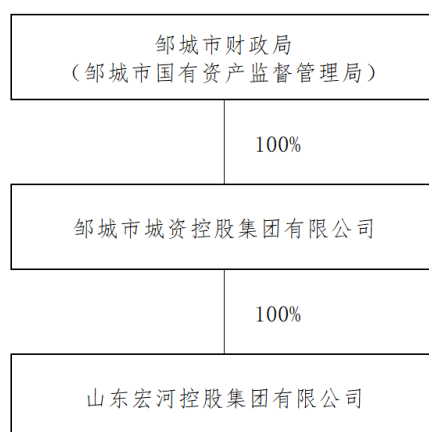 邹城市财政局
（邹城市国有资产监督管理局）
100%
邹城市城资控股集团有限公司
100%
山东宏河控股集团有限公司